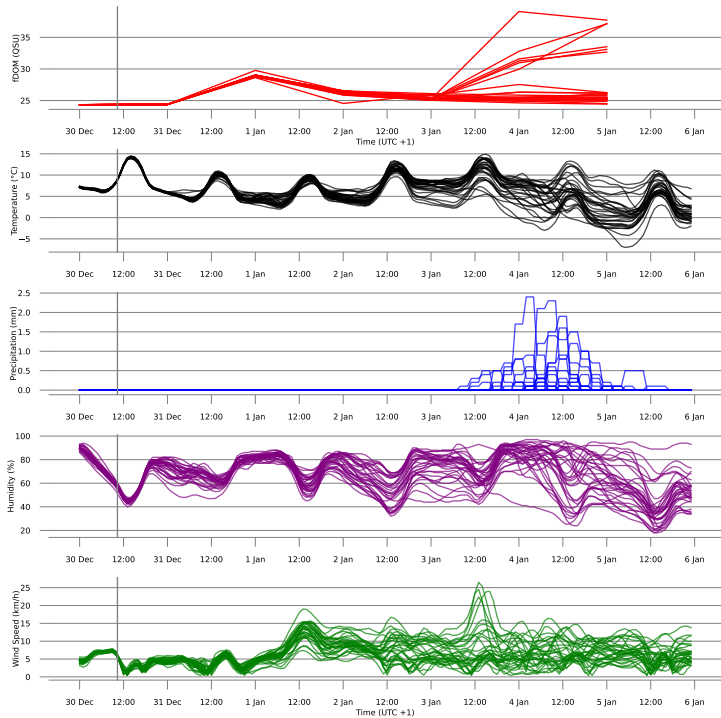 fDOM (QSU)
35
30
25
30 Dec 12:00 31 Dec 12:00 1 Jan 12:00 2 Jan 12:00 3 Jan 12:00 4 Jan 12:00 5 Jan 12:00 6 Jan
Time (UTC +1)
Temperature (°C)
15
10
5
0
−5
30 Dec 12:00 31 Dec 12:00 1 Jan 12:00 2 Jan 12:00 3 Jan 12:00 4 Jan 12:00 5 Jan 12:00 6 Jan
Precipitation (mm)
2.5
2.0
1.5
1.0
0.5
0.0
30 Dec 12:00 31 Dec 12:00 1 Jan 12:00 2 Jan 12:00 3 Jan 12:00 4 Jan 12:00 5 Jan 12:00 6 Jan
Humidity (%)
100
80
60
40
20
30 Dec 12:00 31 Dec 12:00 1 Jan 12:00 2 Jan 12:00 3 Jan 12:00 4 Jan 12:00 5 Jan 12:00 6 Jan
Wind Speed (km/h)
25
20
15
10
5
0
30 Dec 12:00 31 Dec 12:00 1 Jan 12:00 2 Jan 12:00 3 Jan 12:00 4 Jan 12:00 5 Jan 12:00 6 Jan
Time (UTC +1)